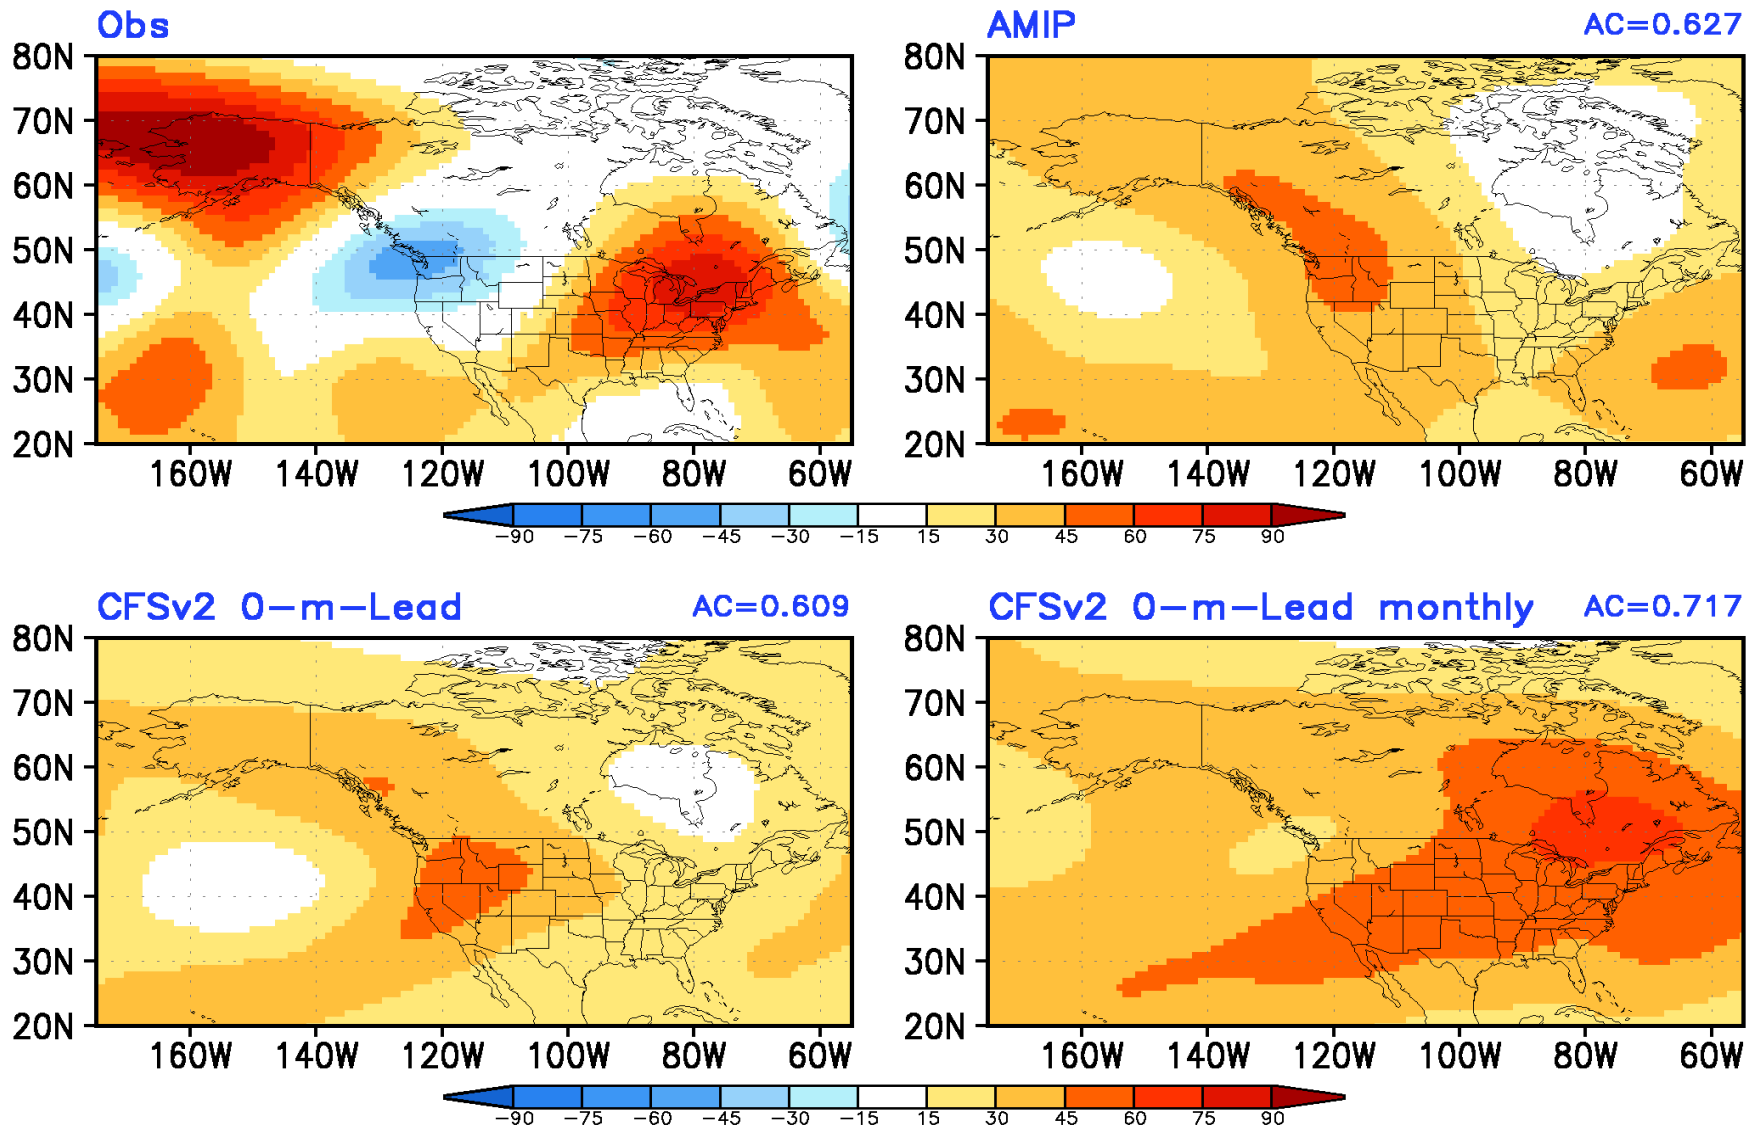 Obs
AMIP AC=0.627
80N 80N
70N 70N
60N 60N
50N 50N
40N 40N
30N 30N
20N 20N
160W 140W 120W 100W 80W 60W 160W 140W 120W 100W 80W 60W
−90 −75 −60 −45 −30 −15 15 30 45 60 75 90
CFSv2 0−m−Lead AC=0.609
CFSv2 0−m−Lead monthly AC=0.717
80N 80N
70N 70N
60N 60N
50N 50N
40N 40N
30N 30N
20N 20N
160W 140W 120W 100W 80W 60W 160W 140W 120W 100W 80W 60W
−90 −75 −60 −45 −30 −15 15 30 45 60 75 90